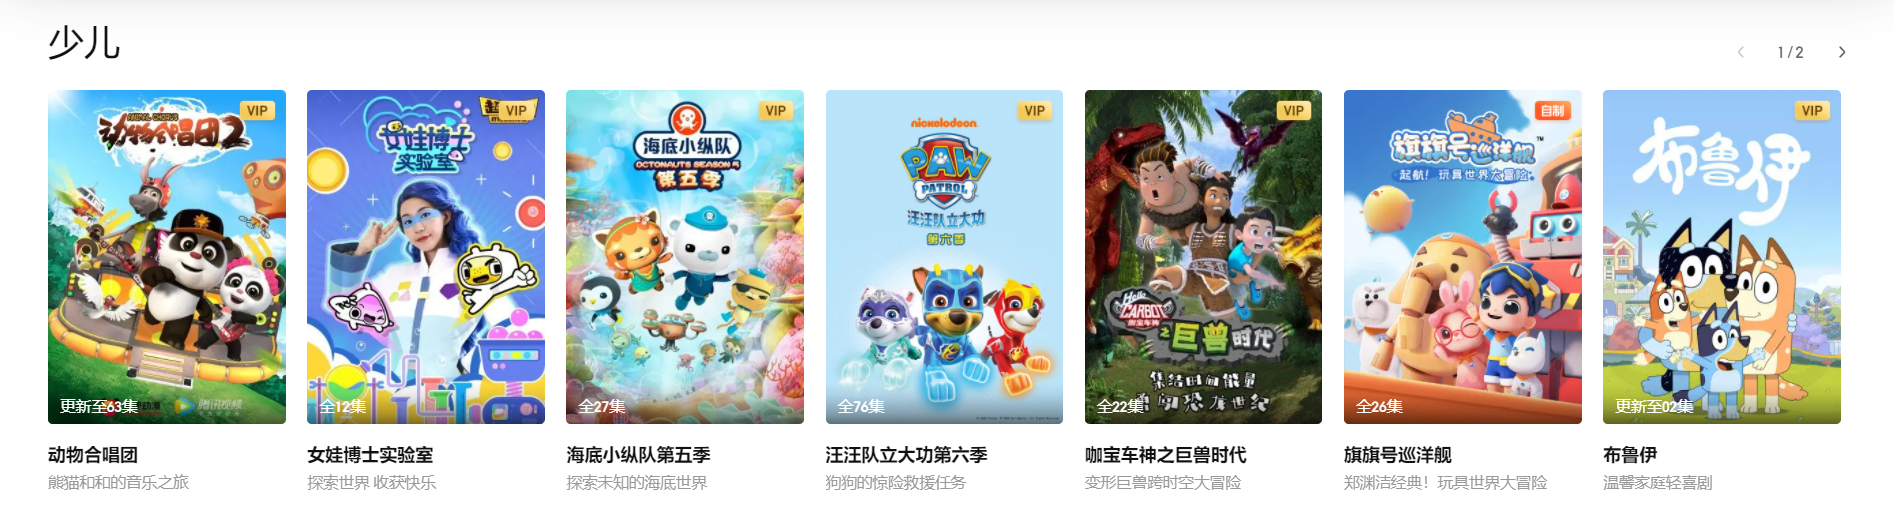 少儿
1 / 2
VIP
ANIMAL CHORUS
动物合唱团2
更新至63集
腾讯视频
动物合唱团
熊猫和和的音乐之旅
VIP
女娃博士
实验室
全12集
女娃博士实验室
探索世界 收获快乐
VIP
海底小纵队
OCTONAUTS SEASON 5
第五季
全27集
海底小纵队第五季
探索未知的海底世界
VIP
nickelodeon
PAW
PATROL
汪汪队立大功
第六季
全76集
汪汪队立大功第六季
狗狗的惊险救援任务
VIP
Hello
CARBOT
咖宝车神
之巨兽时代
集结时间能量
勇闯恐龙世纪
全22集
咖宝车神之巨兽时代
变形巨兽跨时空大冒险
自制
旗旗号巡洋舰™
起航！玩具世界大冒险
全26集
旗旗号巡洋舰
郑渊洁经典！玩具世界大冒险
VIP
布鲁伊
更新至02集
布鲁伊
温馨家庭轻喜剧